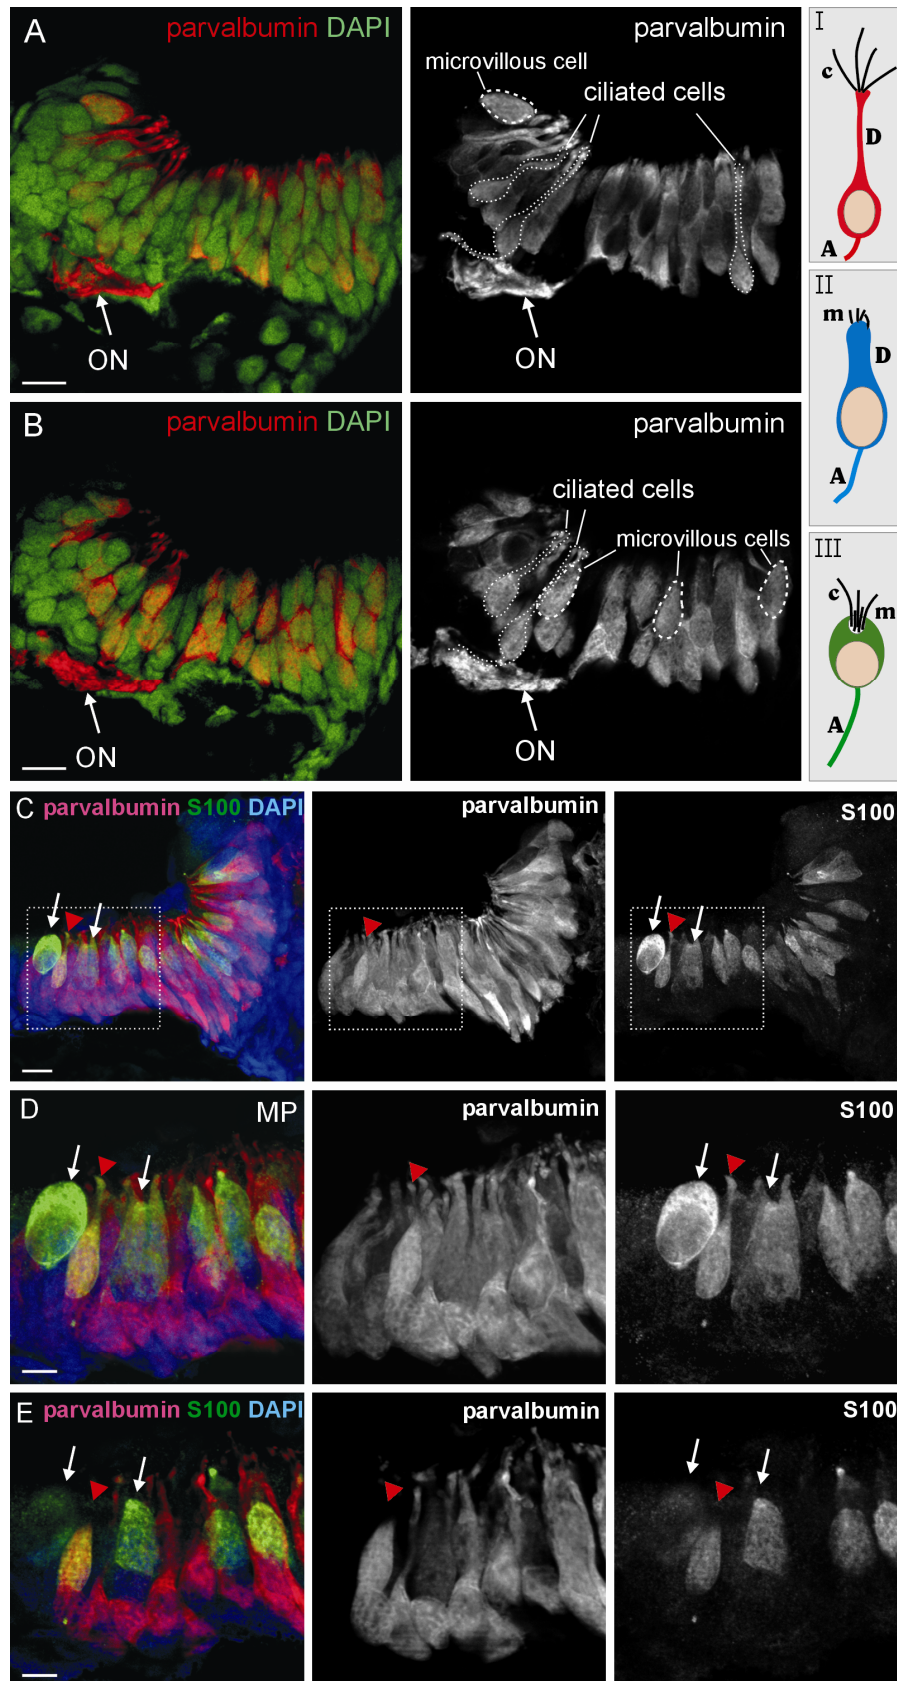 A
parvalbumin DAPI
ON
parvalbumin
microvillous cell
ciliated cells
ON
I
c
D
A
II
m
D
A
III
c
m
A
B
parvalbumin DAPI
ON
parvalbumin
ciliated cells
microvillous cells
ON
C parvalbumin S100 DAPI
parvalbumin
S100
D MP
parvalbumin
S100
E parvalbumin S100 DAPI
parvalbumin
S100